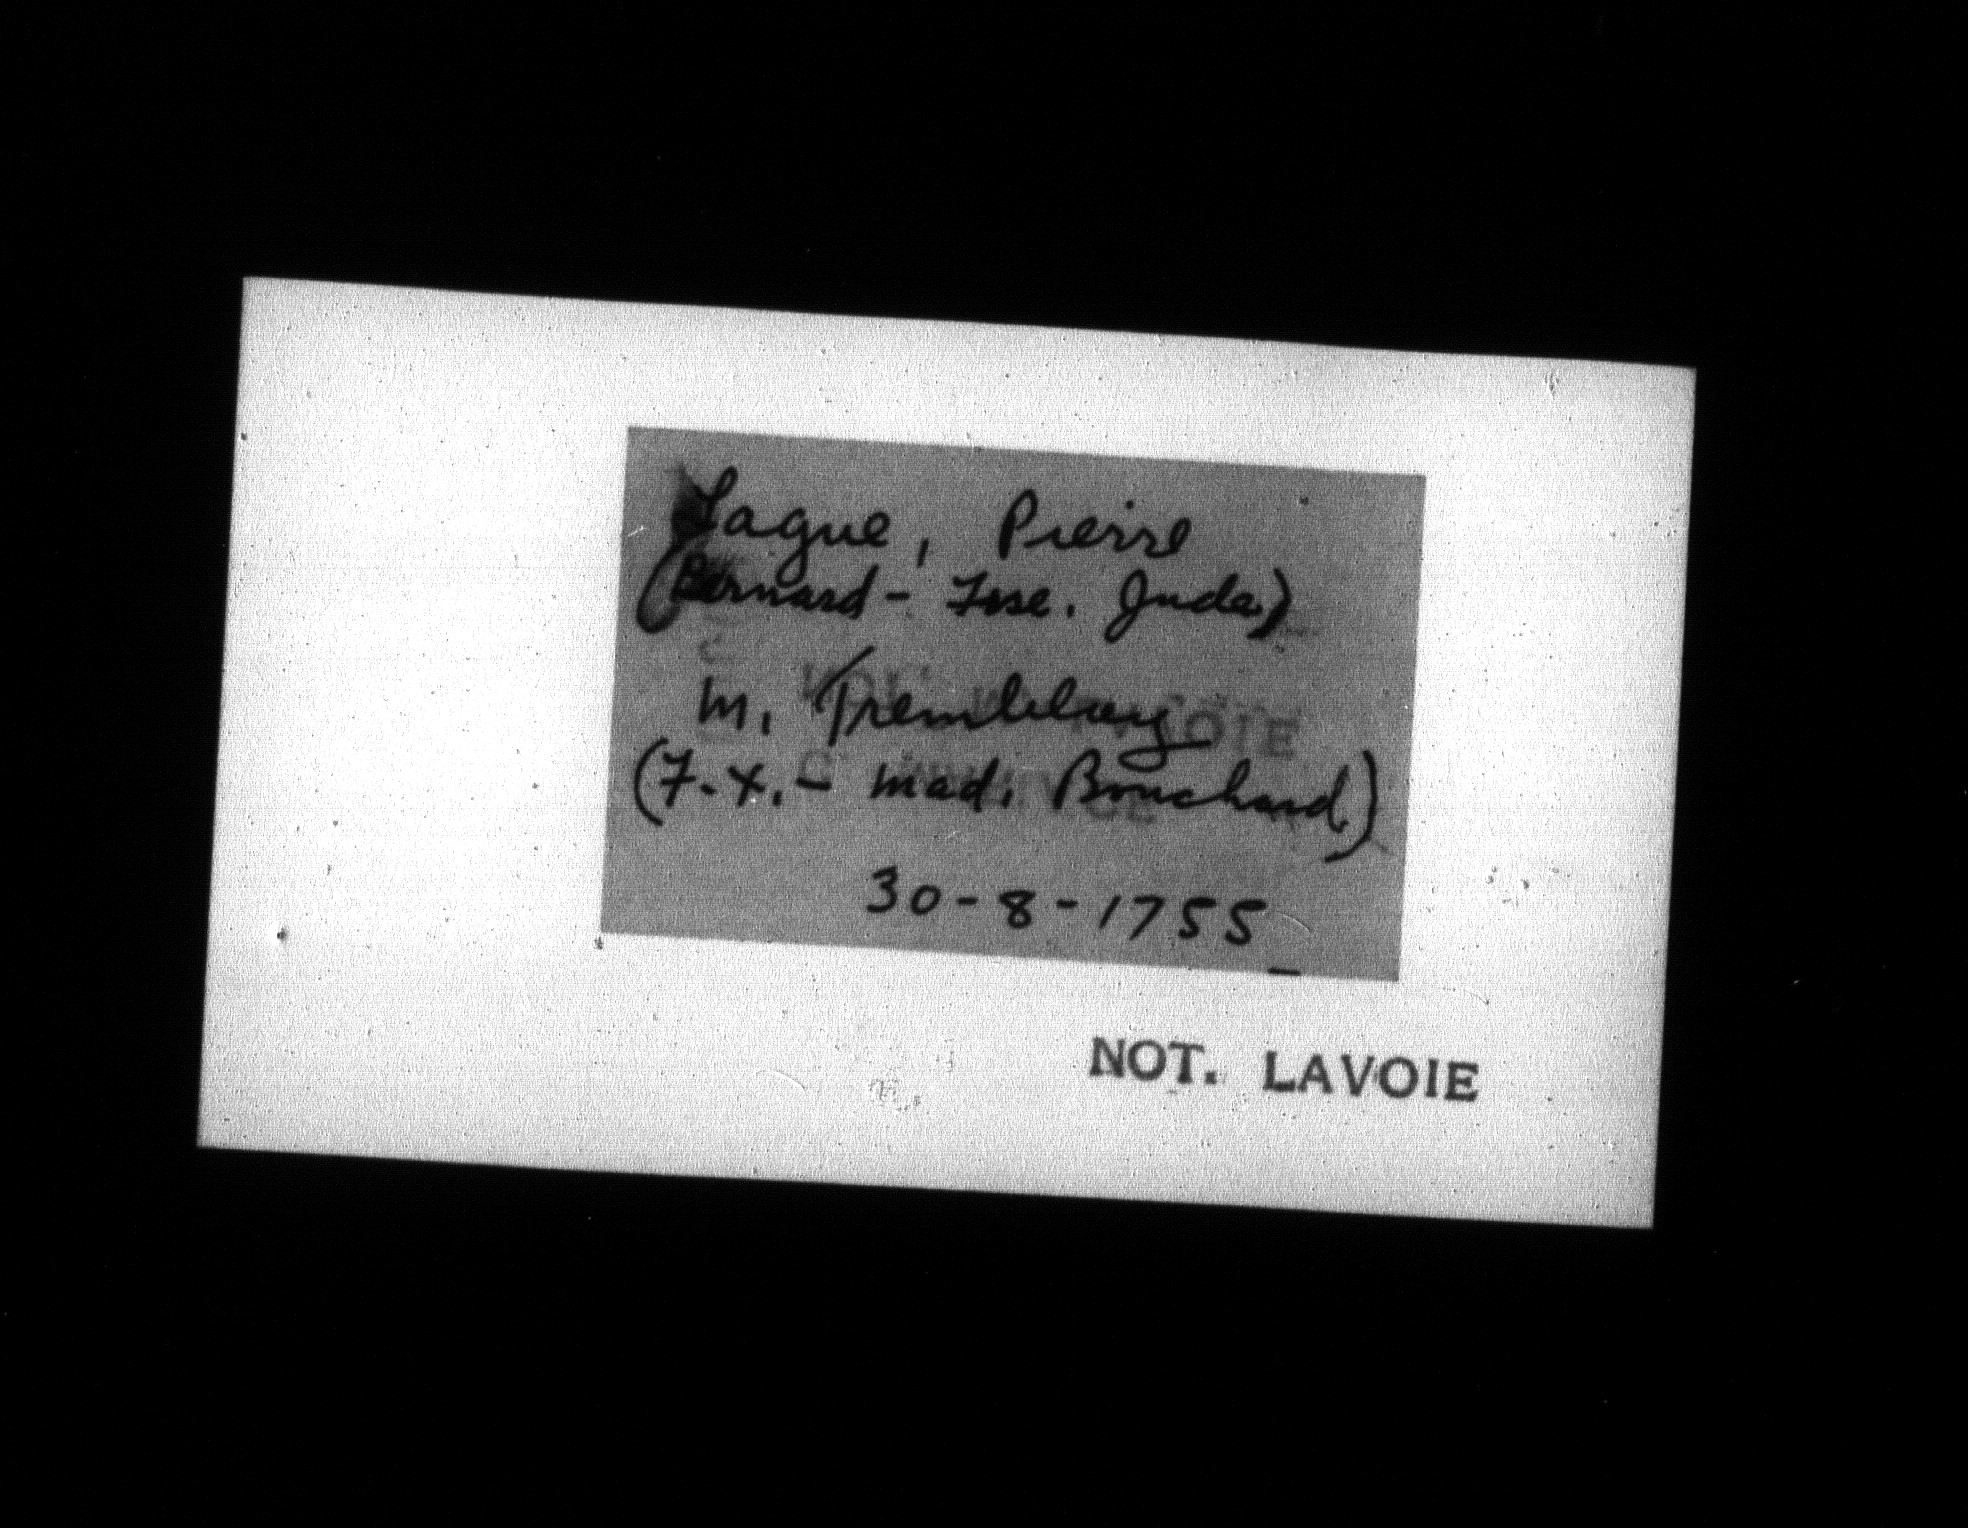 Lague, Pierre
(Bernard - Fse. Juda)
m. Tremblay
(F.X. - Mad. Bouchard)
30-8-1755
NOT. LAVOIE